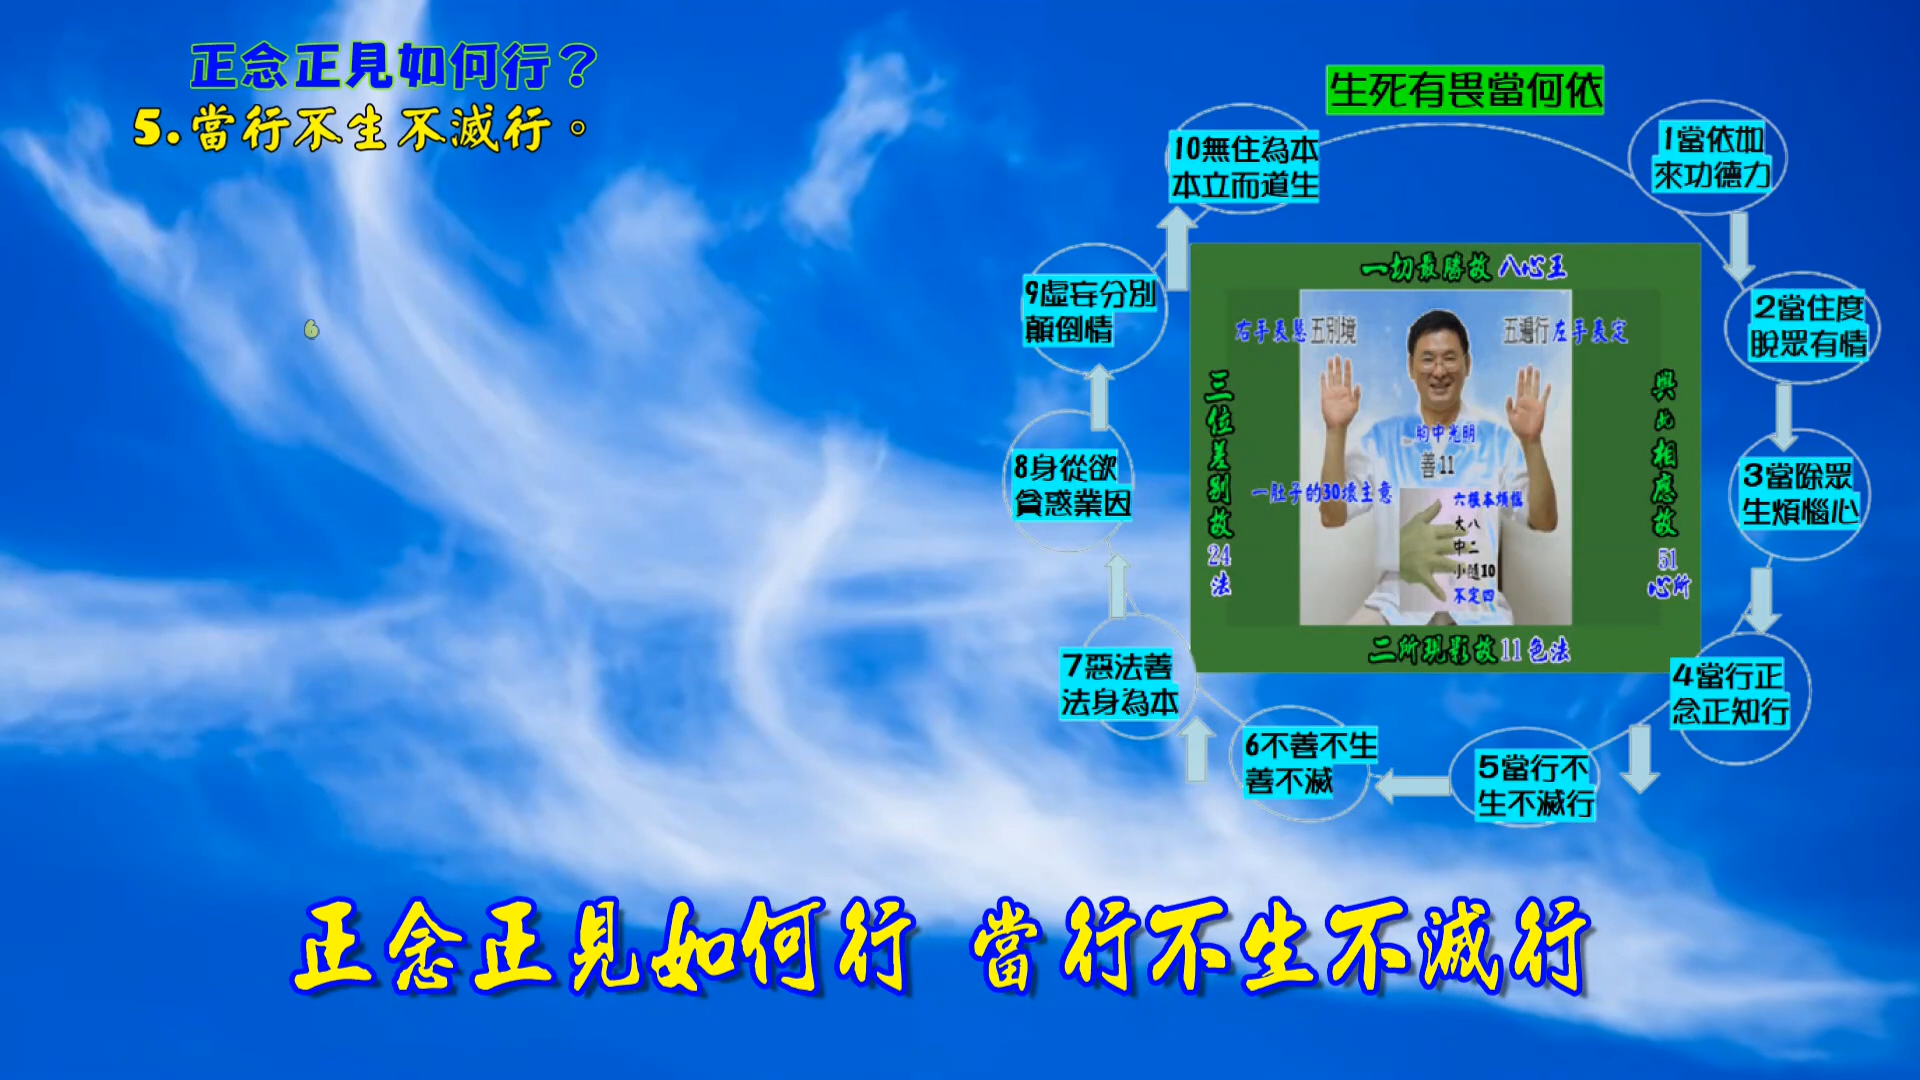 正念正見如何行？
5.當行不生不滅行。
6
生死有畏當何依
1當依如
來功德力
2當住度
脫眾有情
3當除眾
生煩惱心
4當行正
念正知行
5當行不
生不滅行
6不善不生
善不滅
7惡法善
法身為本
8身從欲
貪惑業因
9虛妄分別
顛倒情
10無住為本
本立而道生
一切最勝故 八心王
右手表慧 五別境
五遍行 左手表定
胸中光明
善11
一肚子的30壞主意
六根本煩惱
大八
中二
小隨10
不定四
三位差別故
24
法
與此相應故
51
心所
二所現影故 11色法
正念正見如何行 當行不生不滅行